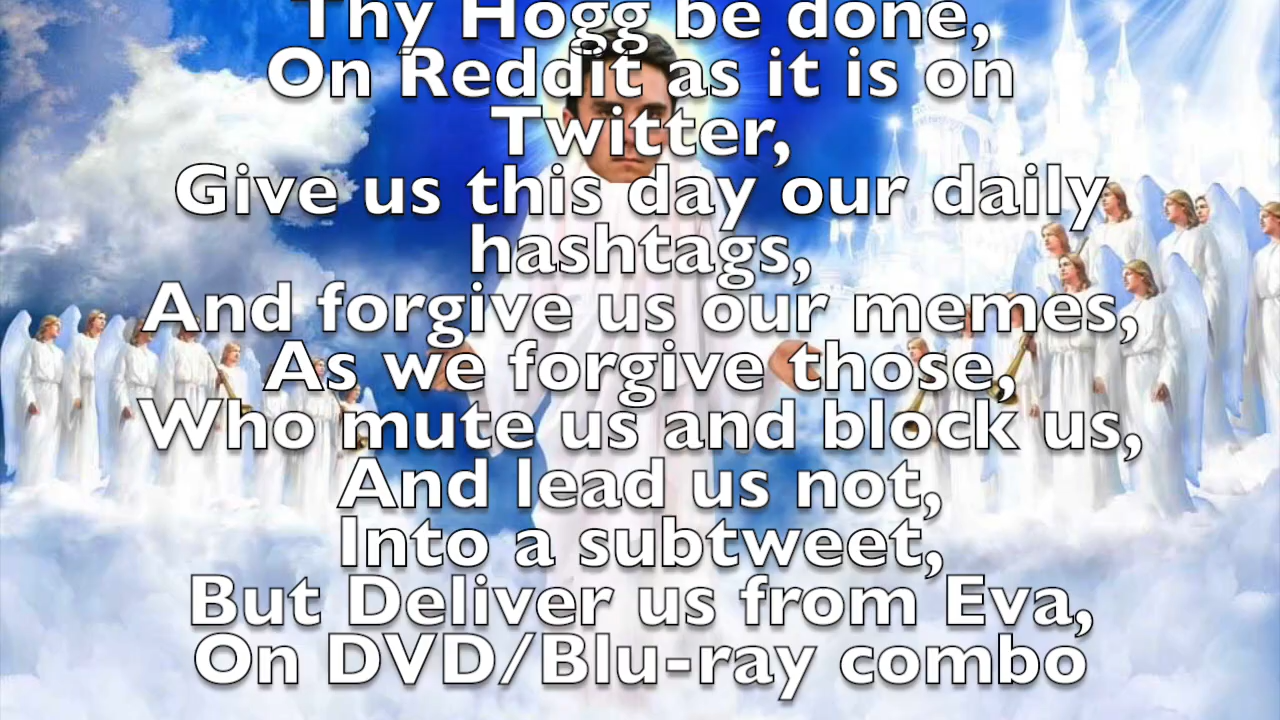 Thy Hogg be done,
On Reddit as it is on
Twitter,
Give us this day our daily
hashtags,
And forgive us our memes,
As we forgive those,
Who mute us and block us,
And lead us not,
Into a subtweet,
But Deliver us from Eva,
On DVD/Blu-ray combo